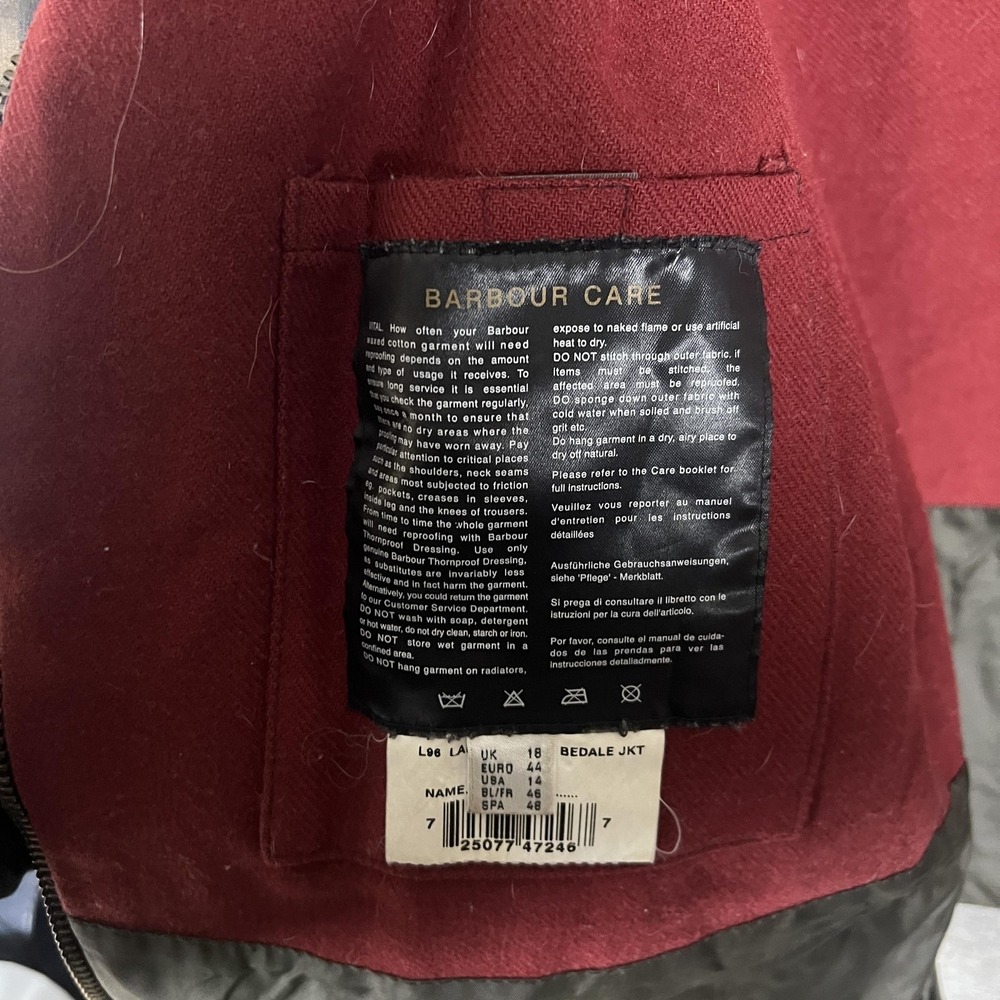 BARBOUR CARE
VITAL. How often your Barbour
waxed cotton garment will need
reproofing depends on the amount
and type of usage it receives. To
ensure long service it is essential
that you check the garment regularly,
say once a month to ensure that
there are no dry areas where the
proofing may have worn away. Pay
particular attention to critical places
such as the shoulders, neck seams
and areas most subjected to friction
eg. pockets, creases in sleeves,
inside leg and the knees of trousers.
From time to time the whole garment
will need reproofing with Barbour
Thornproof Dressing. Use only
genuine Barbour Thornproof Dressing,
as substitutes are invariably less
effective and in fact harm the garment.
Alternatively, you could return the garment
to our Customer Service Department.
DO NOT wash with soap, detergent
or hot water, do not dry clean, starch or iron.
DO NOT store wet garment in a
confined area.
DO NOT hang garment on radiators,
expose to naked flame or use artificial
heat to dry.
DO NOT stitch through outer fabric, if
items must be stitched, the
affected area must be reproofed.
DO sponge down outer fabric with
cold water when soiled and brush off
grit etc.
Do hang garment in a dry, airy place to
dry off natural.
Please refer to the Care booklet for
full instructions.
Veuillez vous reporter au manuel
d'entretien pour les instructions
détaillées
Ausführliche Gebrauchsanweisungen,
siehe 'Pflege' - Merkblatt.
Si prega di consultare il libretto con le
istruzioni per la cura dell'articolo.
Por favor, consulte el manual de cuida-
dos de las prendas para ver las
instrucciones detalladmente.
L96 LA BEDALE JKT
UK 18
EURO 44
USA 14
BL/FR 46
SPA 48
NAME. ......
7 25077 47246 7